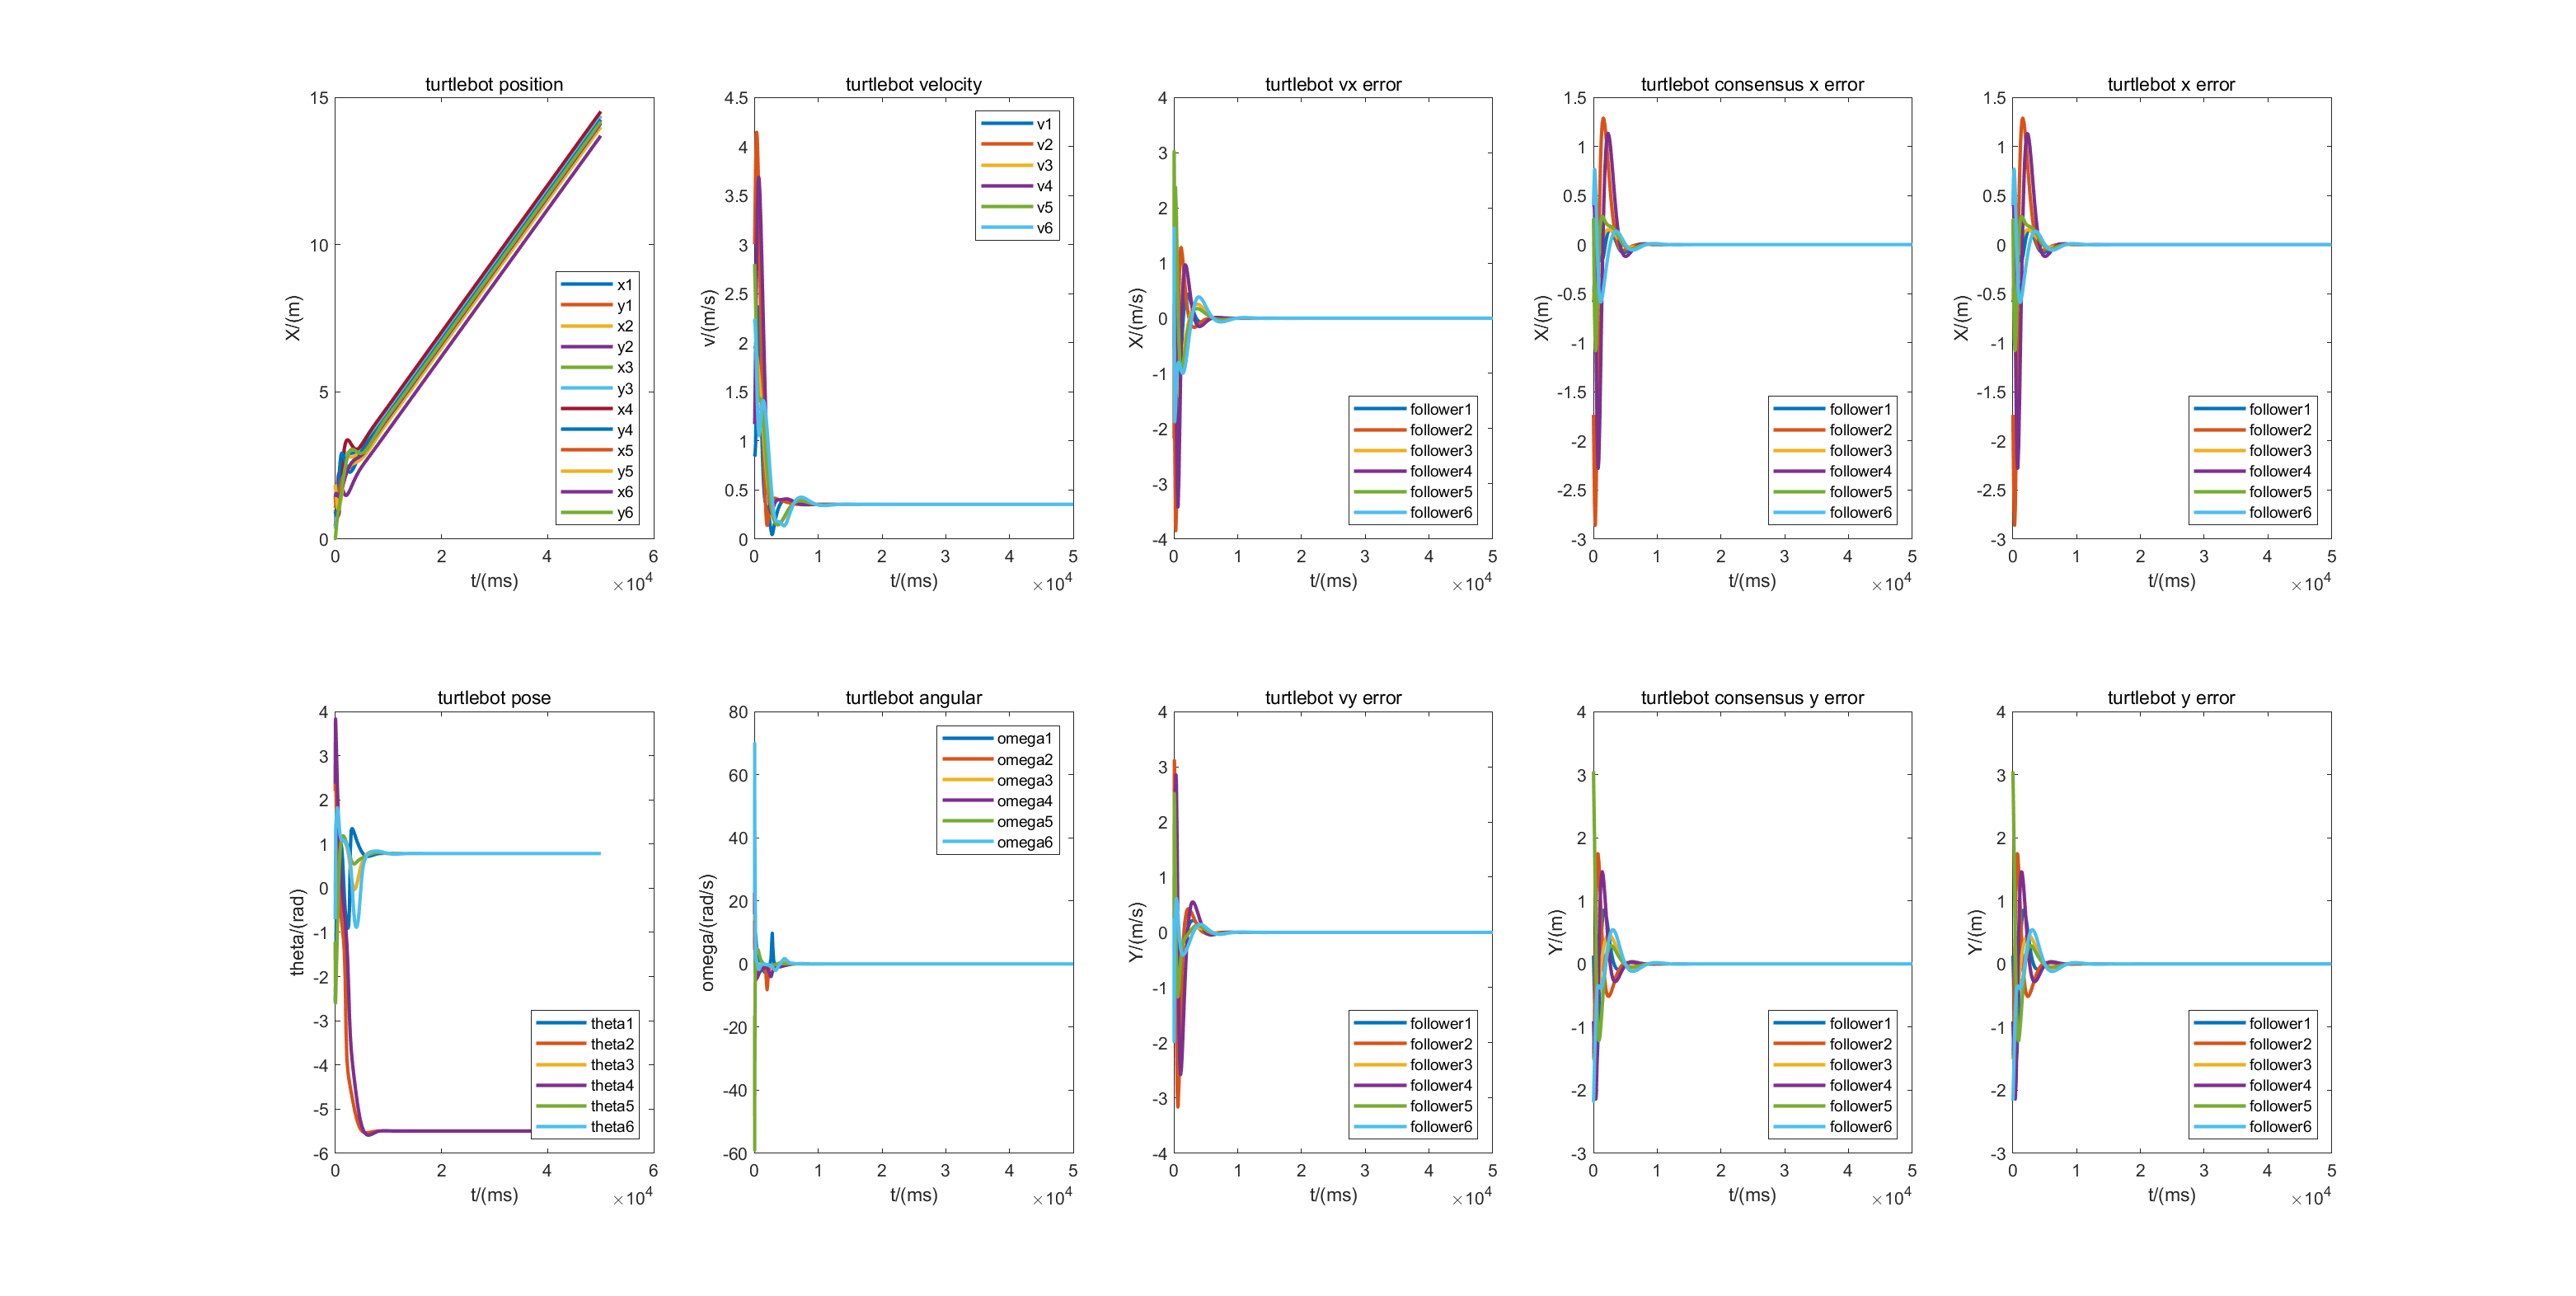 turtlebot position
15
10
5
0
X/(m)
x1
y1
x2
y2
x3
y3
x4
y4
x5
y5
x6
y6
0 2 4 6
t/(ms)
×10^4
turtlebot velocity
4.5
4
3.5
3
2.5
2
1.5
1
0.5
0
v/(m/s)
v1
v2
v3
v4
v5
v6
0 1 2 3 4 5
t/(ms)
×10^4
turtlebot vx error
4
3
2
1
0
-1
-2
-3
-4
X/(m/s)
follower1
follower2
follower3
follower4
follower5
follower6
0 1 2 3 4 5
t/(ms)
×10^4
turtlebot consensus x error
1.5
1
0.5
0
-0.5
-1
-1.5
-2
-2.5
-3
X/(m)
follower1
follower2
follower3
follower4
follower5
follower6
0 1 2 3 4 5
t/(ms)
×10^4
turtlebot x error
1.5
1
0.5
0
-0.5
-1
-1.5
-2
-2.5
-3
X/(m)
follower1
follower2
follower3
follower4
follower5
follower6
0 1 2 3 4 5
t/(ms)
×10^4
turtlebot pose
4
3
2
1
0
-1
-2
-3
-4
-5
-6
theta/(rad)
theta1
theta2
theta3
theta4
theta5
theta6
0 2 4 6
t/(ms)
×10^4
turtlebot angular
80
60
40
20
0
-20
-40
-60
omega/(rad/s)
omega1
omega2
omega3
omega4
omega5
omega6
0 1 2 3 4 5
t/(ms)
×10^4
turtlebot vy error
4
3
2
1
0
-1
-2
-3
-4
Y/(m/s)
follower1
follower2
follower3
follower4
follower5
follower6
0 1 2 3 4 5
t/(ms)
×10^4
turtlebot consensus y error
4
3
2
1
0
-1
-2
-3
Y/(m)
follower1
follower2
follower3
follower4
follower5
follower6
0 1 2 3 4 5
t/(ms)
×10^4
turtlebot y error
4
3
2
1
0
-1
-2
-3
Y/(m)
follower1
follower2
follower3
follower4
follower5
follower6
0 1 2 3 4 5
t/(ms)
×10^4